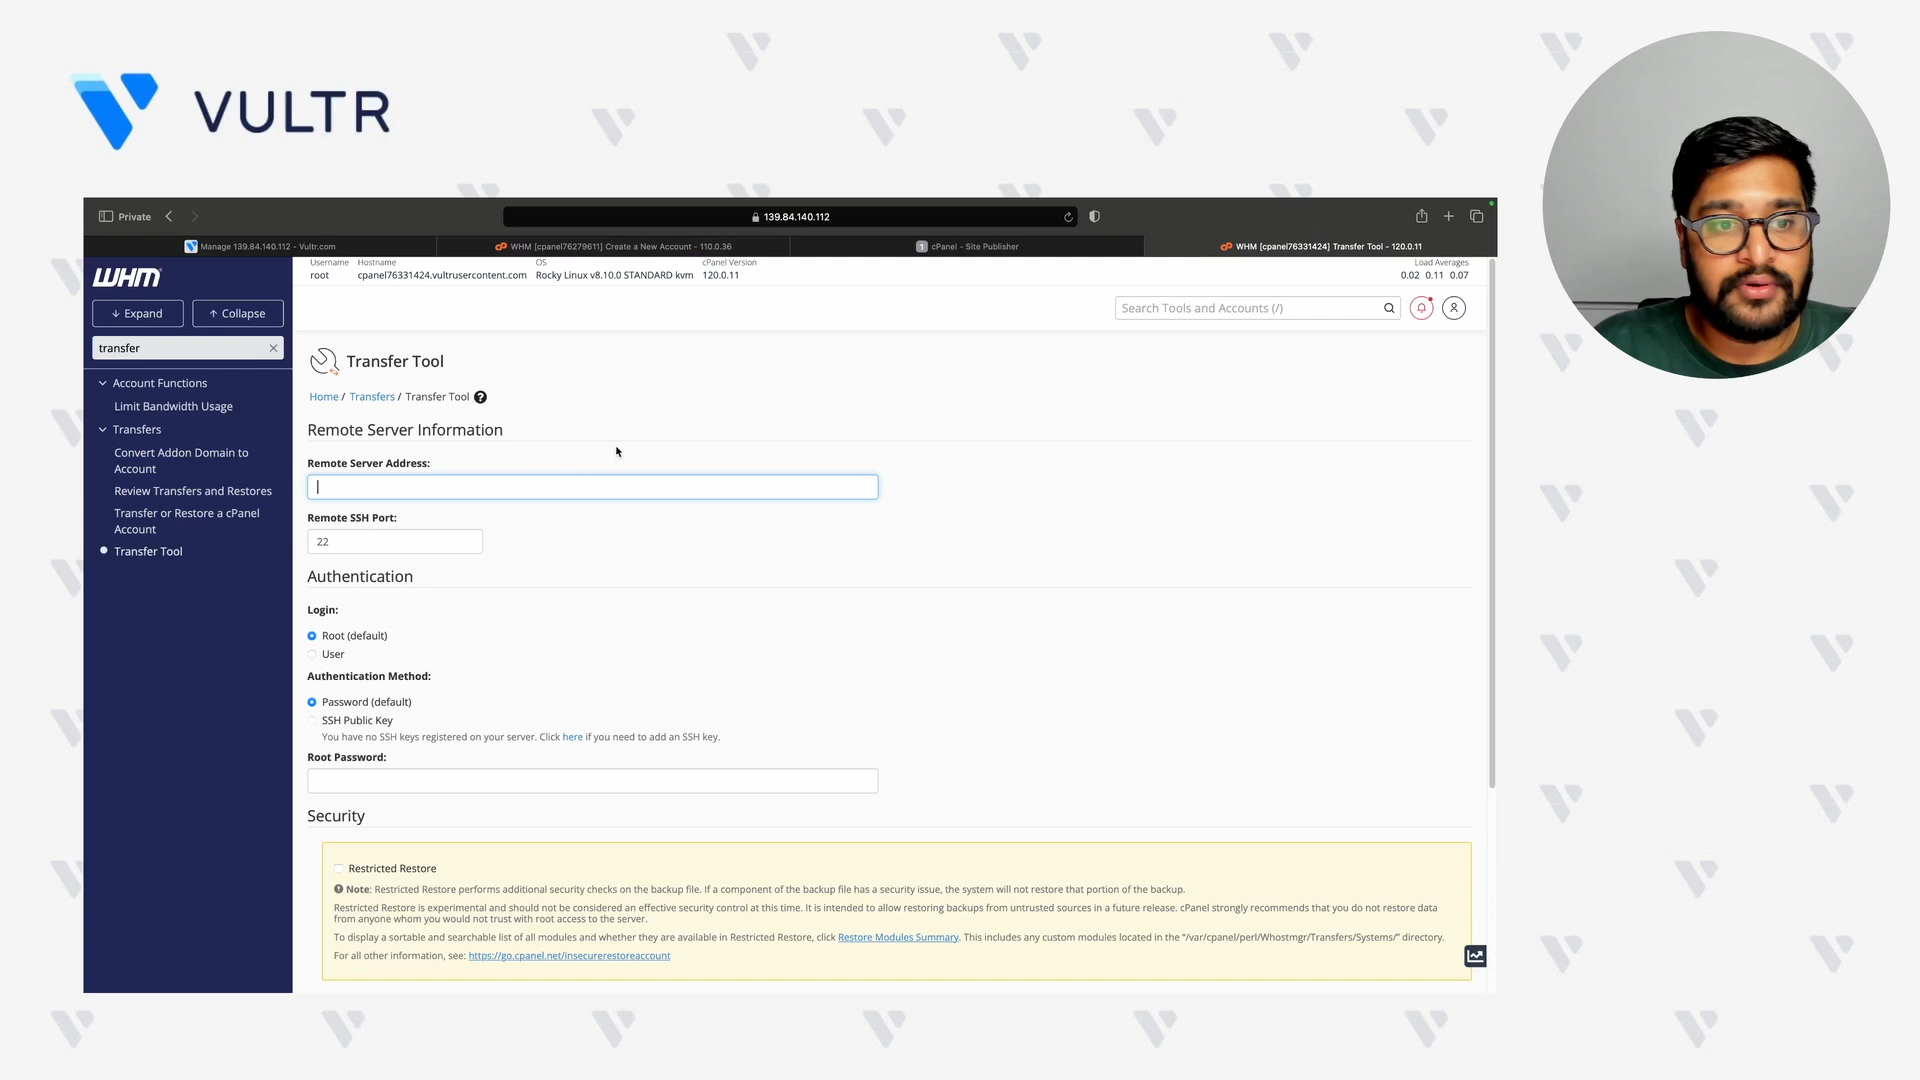 VULTR
Private
139.84.140.112
Manage 139.84.140.112 - Vultr.com
WHM [cpanel76279611] Create a New Account - 110.0.36
1 cPanel - Site Publisher
WHM [cpanel76331424] Transfer Tool - 120.0.11
WHM
Username Hostname OS cPanel Version Load Averages
root cpanel76331424.vultrusercontent.com Rocky Linux v8.10.0 STANDARD kvm 120.0.11 0.02 0.11 0.07
Expand
Collapse
Search Tools and Accounts (/)
transfer
Account Functions
Limit Bandwidth Usage
Transfers
Convert Addon Domain to
Account
Review Transfers and Restores
Transfer or Restore a cPanel
Account
Transfer Tool
Transfer Tool
Home / Transfers / Transfer Tool ?
Remote Server Information
Remote Server Address:
Remote SSH Port:
22
Authentication
Login:
Root (default)
User
Authentication Method:
Password (default)
SSH Public Key
You have no SSH keys registered on your server. Click here if you need to add an SSH key.
Root Password:
Security
Restricted Restore
Note: Restricted Restore performs additional security checks on the backup file. If a component of the backup file has a security issue, the system will not restore that portion of the backup.
Restricted Restore is experimental and should not be considered an effective security control at this time. It is intended to allow restoring backups from untrusted sources in a future release. cPanel strongly recommends that you do not restore data
from anyone whom you would not trust with root access to the server.
To display a sortable and searchable list of all modules and whether they are available in Restricted Restore, click Restore Modules Summary. This includes any custom modules located in the “/var/cpanel/perl/Whostmgr/Transfers/Systems/” directory.
For all other information, see: https://go.cpanel.net/insecurerestoreaccount